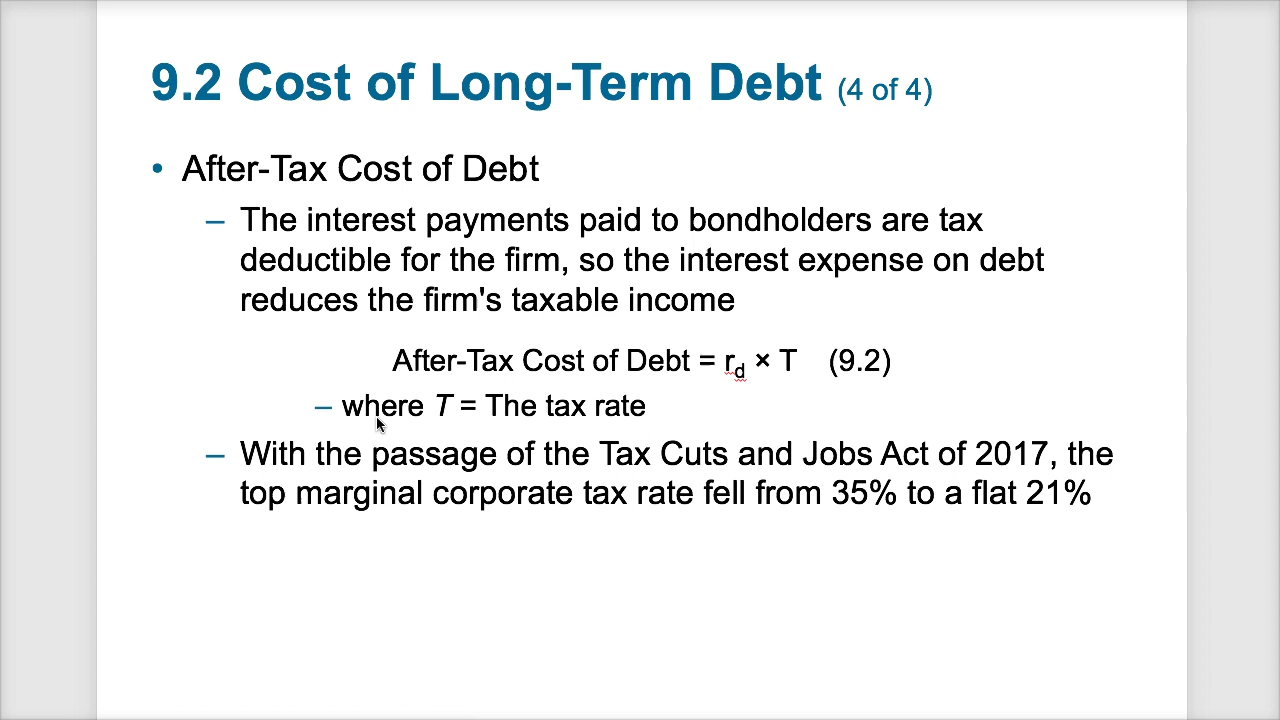 9.2 Cost of Long-Term Debt (4 of 4)
• After-Tax Cost of Debt
– The interest payments paid to bondholders are tax
deductible for the firm, so the interest expense on debt
reduces the firm's taxable income
After-Tax Cost of Debt = rd × T (9.2)
– where T = The tax rate
– With the passage of the Tax Cuts and Jobs Act of 2017, the
top marginal corporate tax rate fell from 35% to a flat 21%